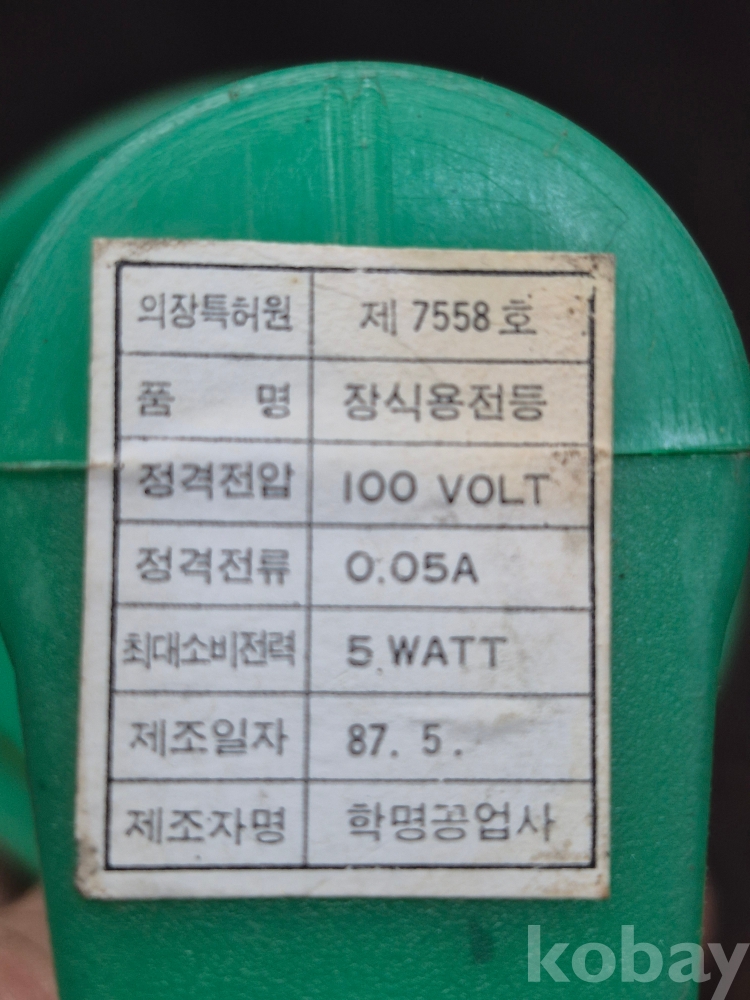 의장특허원 제 7558 호
품 명 장식용전등
정격전압 100 VOLT
정격전류 0.05A
최대소비전력 5 WATT
제조일자 87. 5.
제조자명 학명공업사
kobay